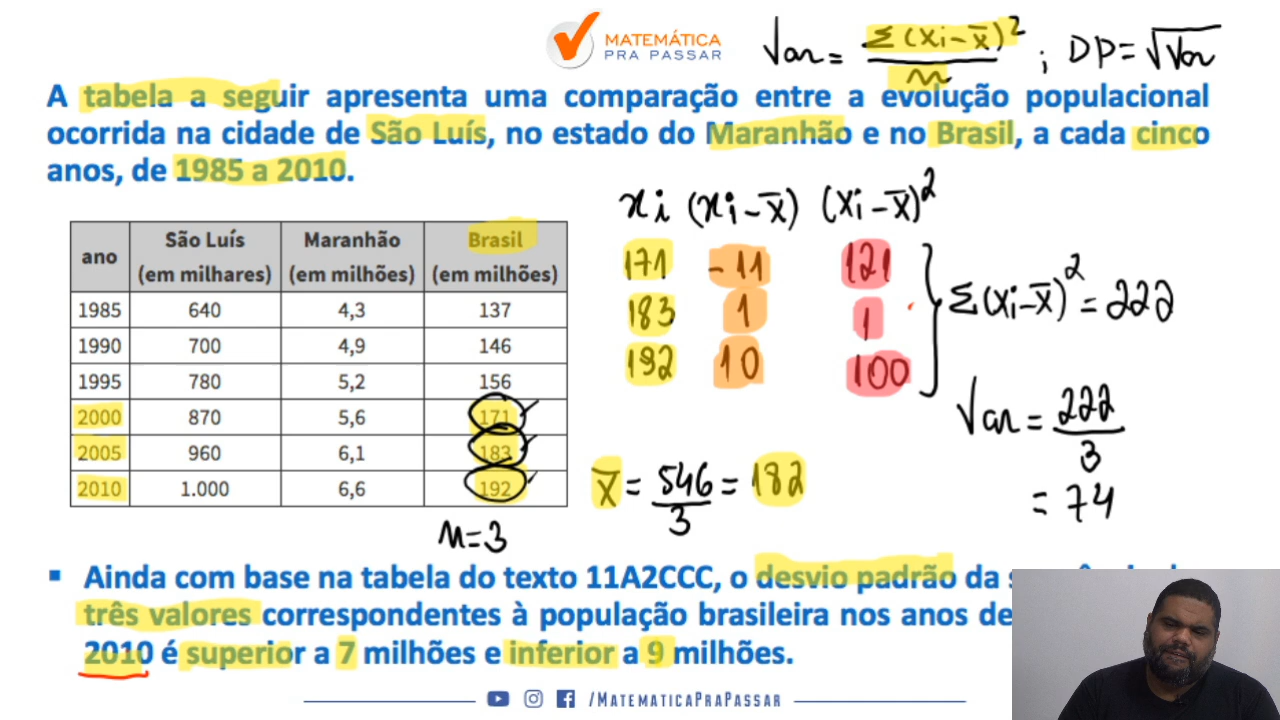 MATEMÁTICA
PRA PASSAR
Var = Σ(xi-x̄)²/n ; DP = √Var
A tabela a seguir apresenta uma comparação entre a evolução populacional
ocorrida na cidade de São Luís, no estado do Maranhão e no Brasil, a cada cinco
anos, de 1985 a 2010.
ano São Luís (em milhares) Maranhão (em milhões) Brasil (em milhões)
1985 640 4,3 137
1990 700 4,9 146
1995 780 5,2 156
2000 870 5,6 171
2005 960 6,1 183
2010 1.000 6,6 192
n=3
xi (xi-x̄) (xi-x̄)²
171 -11 121
183 1 1
192 10 100
Σ(xi-x̄)² = 222
Var = 222/3
= 74
x̄ = 546/3 = 182
▪ Ainda com base na tabela do texto 11A2CCC, o desvio padrão da
três valores correspondentes à população brasileira nos anos de
2010 é superior a 7 milhões e inferior a 9 milhões.
/MatematicaPraPassar